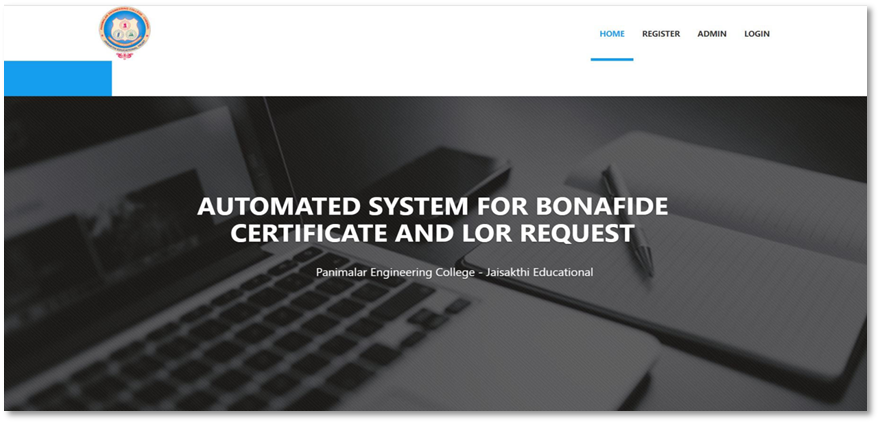 HOME REGISTER ADMIN LOGIN
AUTOMATED SYSTEM FOR BONAFIDE
CERTIFICATE AND LOR REQUEST
Panimalar Engineering College - Jaisakthi Educational